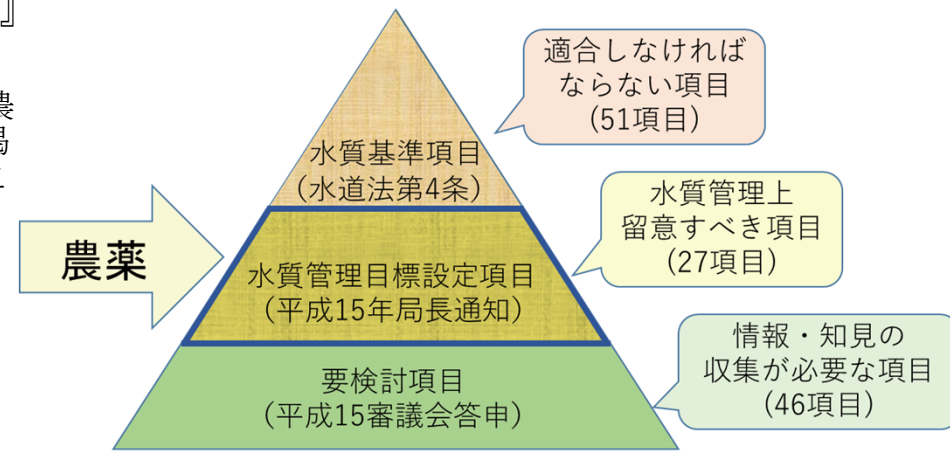 』
農
適合しなければ
ならない項目
(51項目)
水質基準項目
(水道法第4条)
水質管理上
留意すべき項目
(27項目)
農薬
水質管理目標設定項目
(平成15年局長通知)
情報・知見の
収集が必要な項目
(46項目)
要検討項目
(平成15審議会答申)